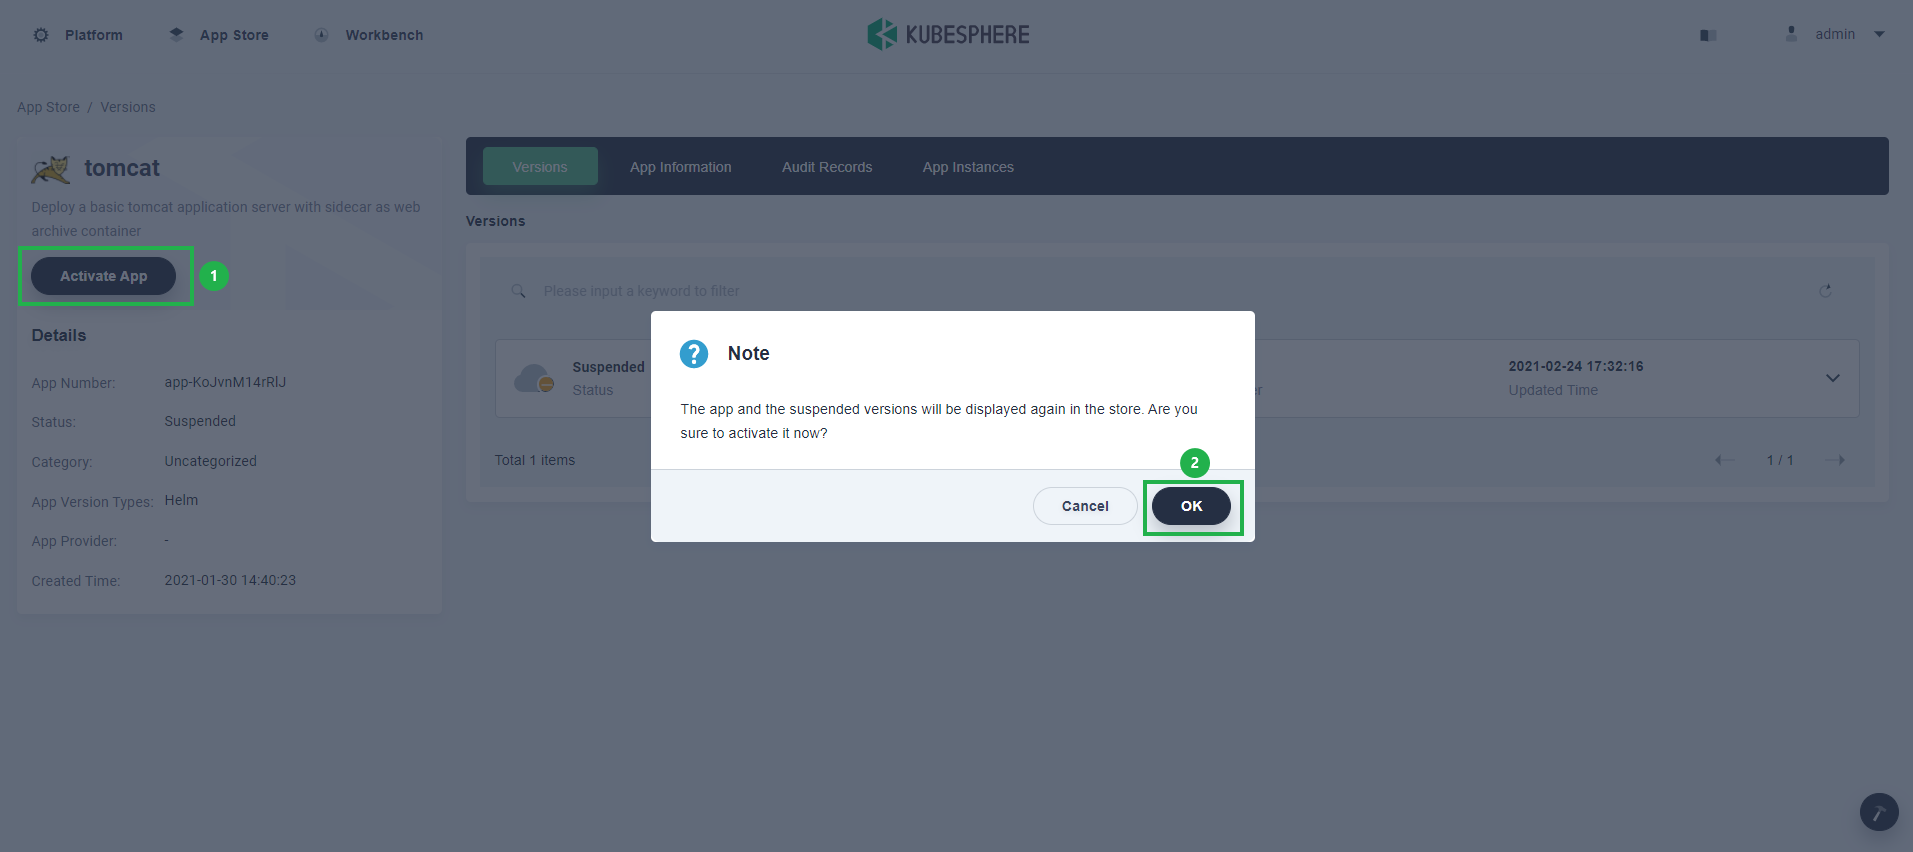 Platform
App Store
Workbench
KUBESPHERE
admin
App Store / Versions
tomcat
Deploy a basic tomcat application server with sidecar as web
archive container
Activate App
1
Details
App Number: app-KoJvnM14rRlJ
Status: Suspended
Category: Uncategorized
App Version Types: Helm
App Provider: -
Created Time: 2021-01-30 14:40:23
Versions
App Information
Audit Records
App Instances
Versions
Please input a keyword to filter
Suspended
Status
2021-02-24 17:32:16
Updated Time
Total 1 items
1 / 1
Note
The app and the suspended versions will be displayed again in the store. Are you
sure to activate it now?
2
Cancel
OK